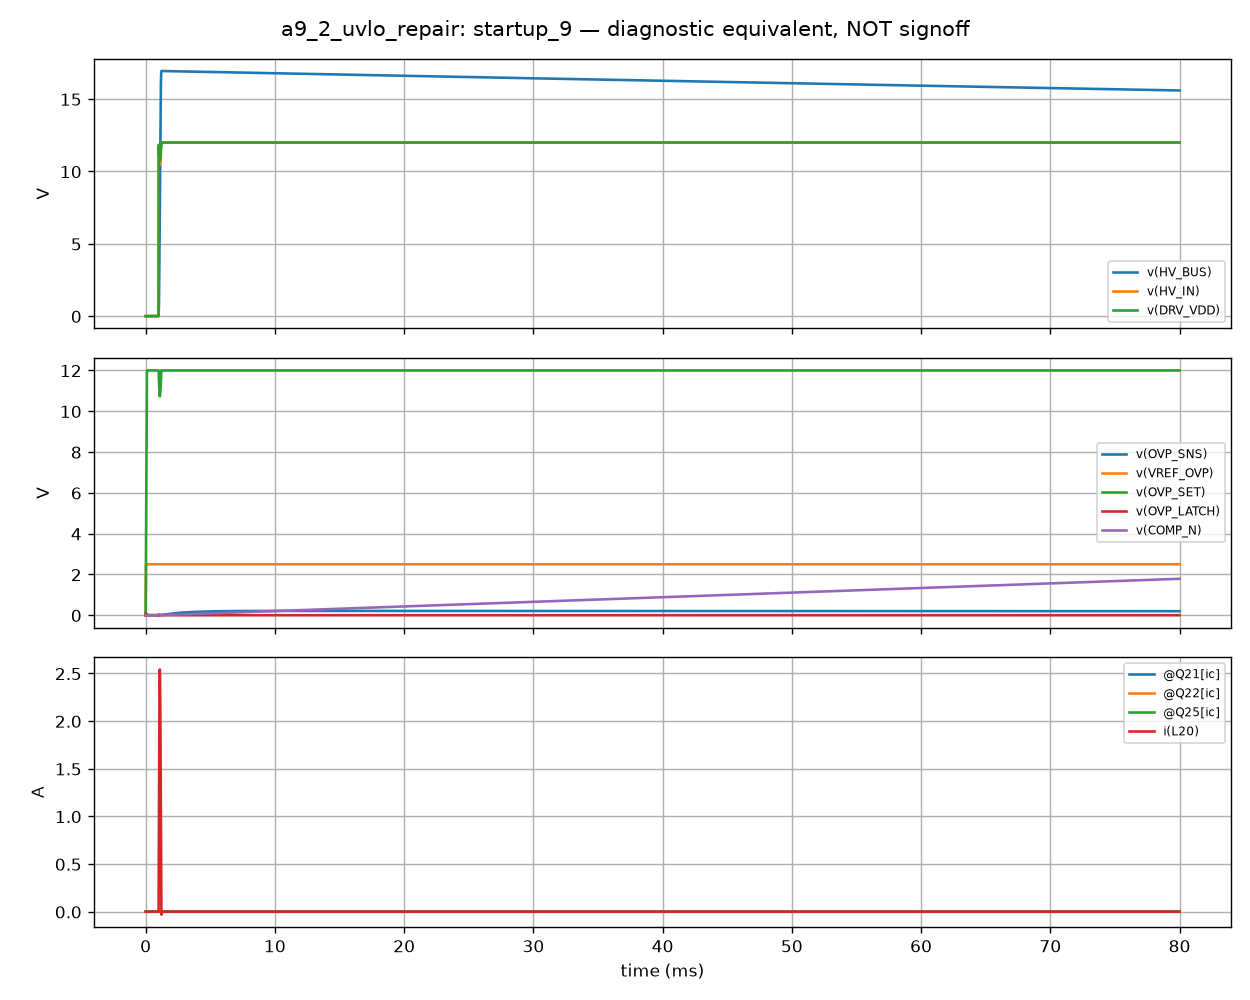 a9_2_uvlo_repair: startup_9 — diagnostic equivalent, NOT signoff
15
10
5
0
V
v(HV_BUS)
v(HV_IN)
v(DRV_VDD)
12
10
8
6
4
2
0
V
v(OVP_SNS)
v(VREF_OVP)
v(OVP_SET)
v(OVP_LATCH)
v(COMP_N)
2.5
2.0
1.5
1.0
0.5
0.0
A
@Q21[ic]
@Q22[ic]
@Q25[ic]
i(L20)
0 10 20 30 40 50 60 70 80
time (ms)